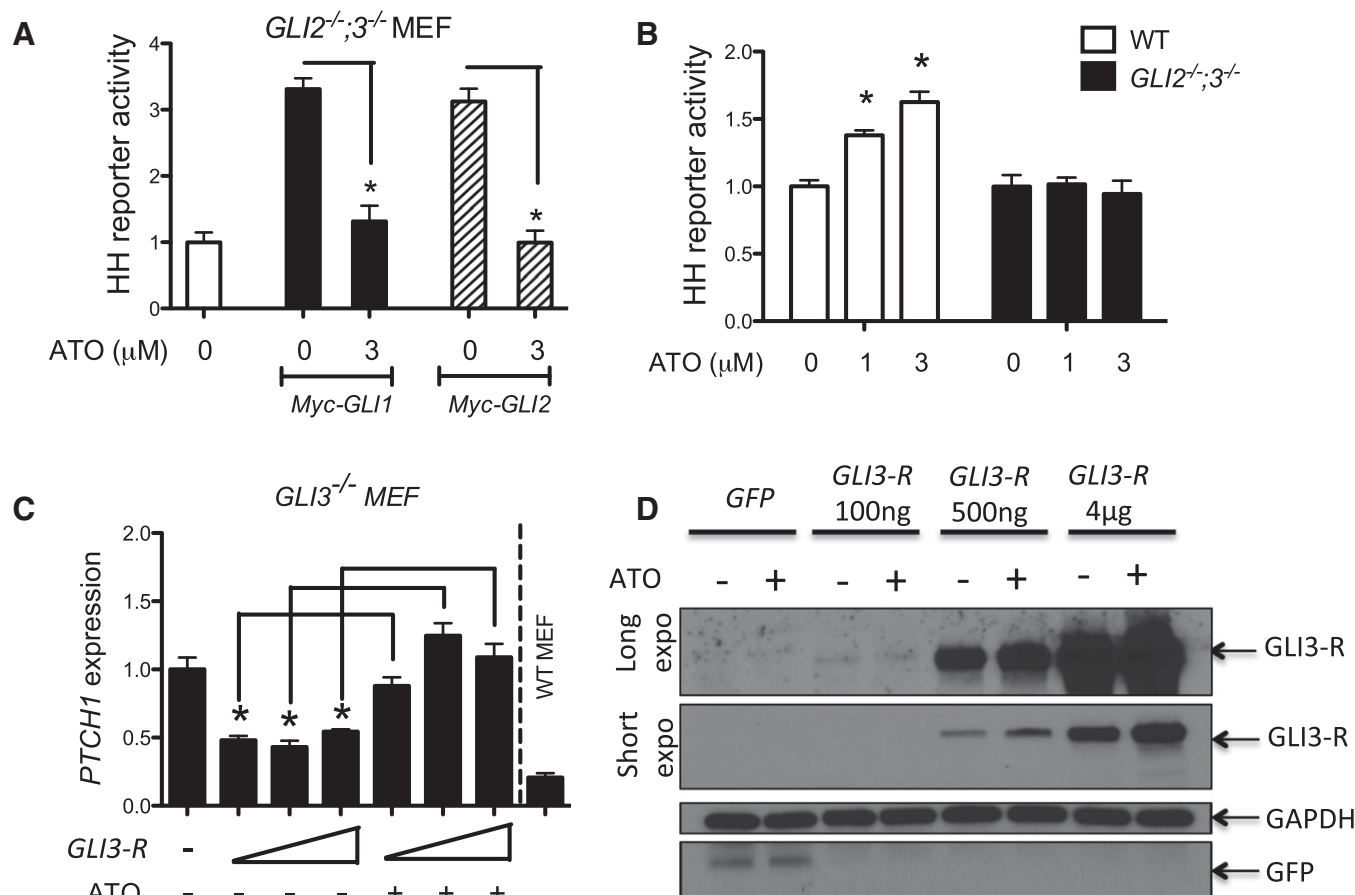 A
GLI2-/-;3-/- MEF
HH reporter activity
4
3
2
1
0
*
*
ATO (μM) 0 0 3 0 3
Myc-GLI1 Myc-GLI2
B
WT
GLI2-/-;3-/-
HH reporter activity
2.0
1.5
1.0
0.5
0.0
*
*
ATO (μM) 0 1 3 0 1 3
C
GLI3-/- MEF
PTCH1 expression
2.0
1.5
1.0
0.5
0.0
* * *
WT MEF
GLI3-R -
ATO - - - - + + +
D
GFP GLI3-R 100ng GLI3-R 500ng GLI3-R 4μg
ATO - + - + - + - +
Long expo
GLI3-R
Short expo
GLI3-R
GAPDH
GFP